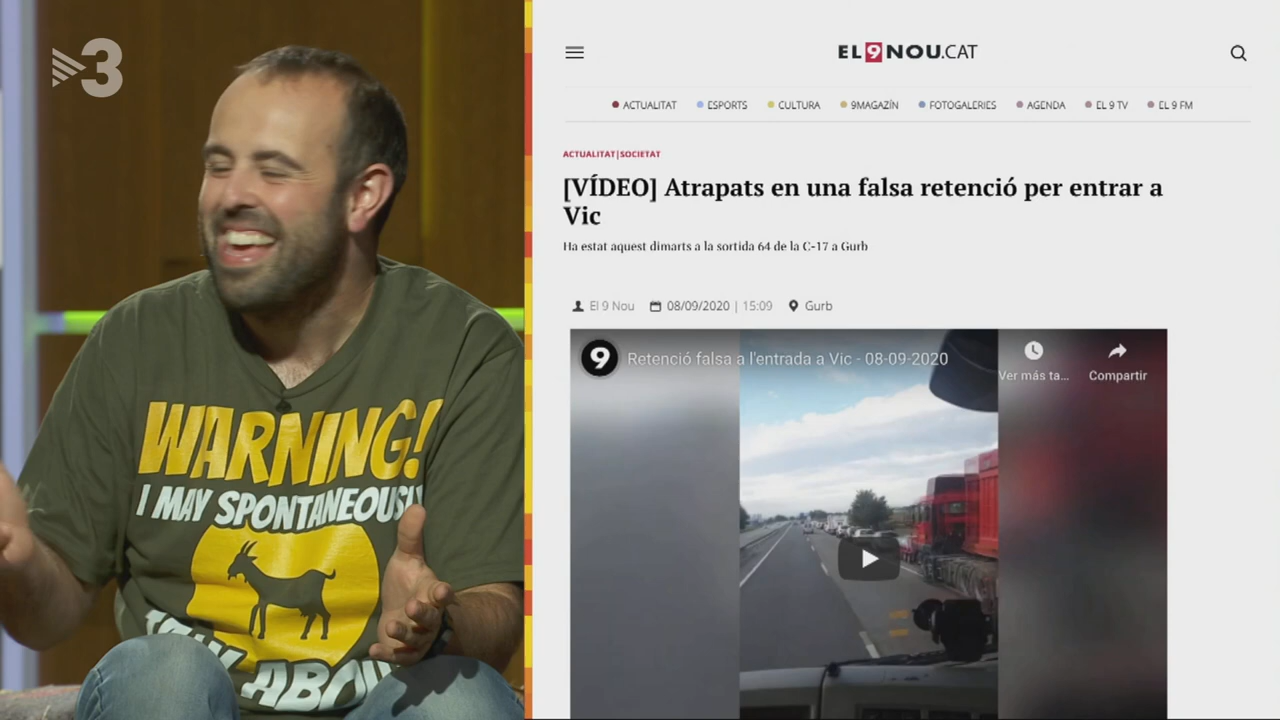 3
WARNING!
I MAY SPONTANEOUSLY
TALK ABOUT
EL9NOU.CAT
ACTUALITAT
ESPORTS
CULTURA
9MAGAZÍN
FOTOGALERIES
AGENDA
EL 9 TV
EL 9 FM
ACTUALITAT|SOCIETAT
[VÍDEO] Atrapats en una falsa retenció per entrar a
Vic
Ha estat aquest dimarts a la sortida 64 de la C-17 a Gurb
El 9 Nou
08/09/2020 | 15:09
Gurb
9
Retenció falsa a l'entrada a Vic - 08-09-2020
Ver más ta...
Compartir